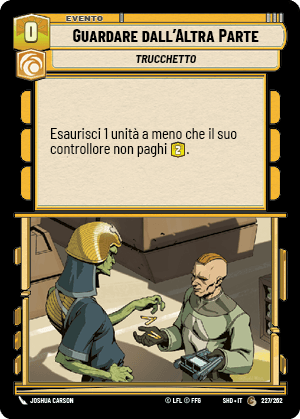 EVENTO
0
GUARDARE DALL'ALTRA PARTE
TRUCCHETTO
Esaurisci 1 unità a meno che il suo
controllore non paghi 2.
JOSHUA CARSON
© LFL © FFG
SHD • IT
C
227/262